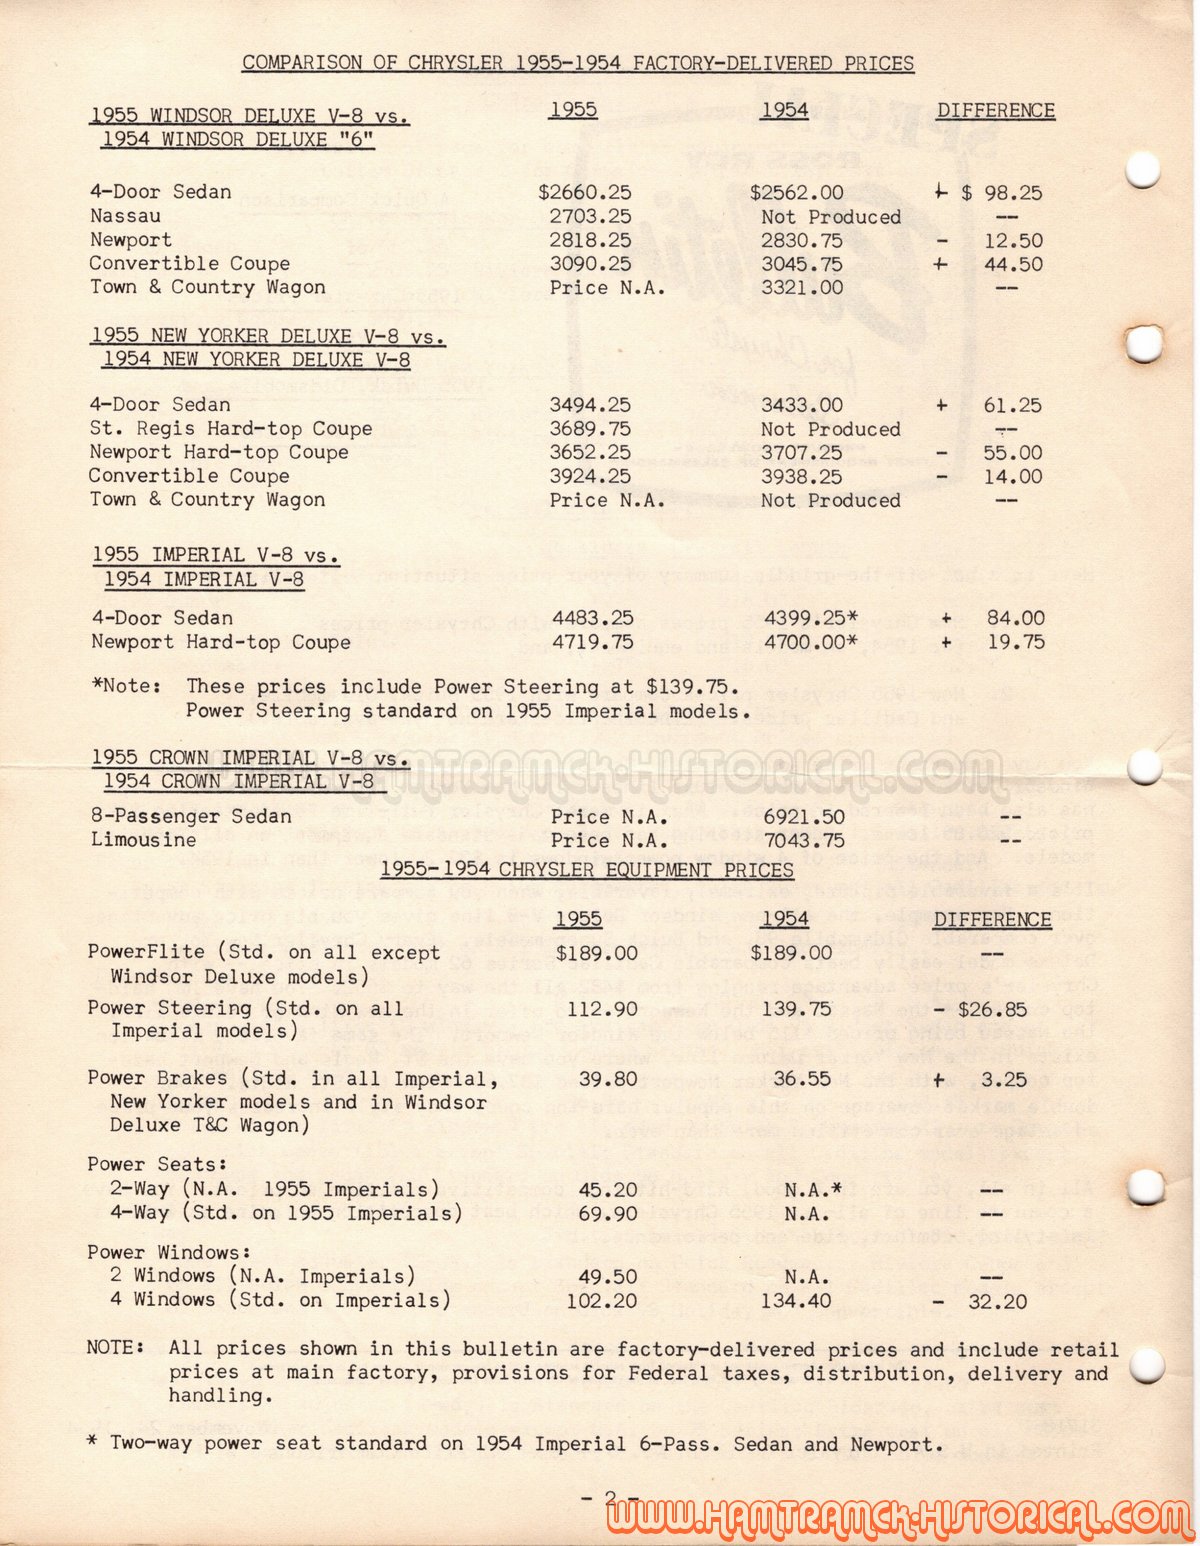 COMPARISON OF CHRYSLER 1955-1954 FACTORY-DELIVERED PRICES
1955 WINDSOR DELUXE V-8 vs. 1955 1954 DIFFERENCE
1954 WINDSOR DELUXE "6"
4-Door Sedan $2660.25 $2562.00 + $ 98.25
Nassau 2703.25 Not Produced --
Newport 2818.25 2830.75 - 12.50
Convertible Coupe 3090.25 3045.75 + 44.50
Town & Country Wagon Price N.A. 3321.00 --
1955 NEW YORKER DELUXE V-8 vs.
1954 NEW YORKER DELUXE V-8
4-Door Sedan 3494.25 3433.00 + 61.25
St. Regis Hard-top Coupe 3689.75 Not Produced --
Newport Hard-top Coupe 3652.25 3707.25 - 55.00
Convertible Coupe 3924.25 3938.25 - 14.00
Town & Country Wagon Price N.A. Not Produced --
1955 IMPERIAL V-8 vs.
1954 IMPERIAL V-8
4-Door Sedan 4483.25 4399.25* + 84.00
Newport Hard-top Coupe 4719.75 4700.00* + 19.75
*Note: These prices include Power Steering at $139.75.
Power Steering standard on 1955 Imperial models.
1955 CROWN IMPERIAL V-8 vs.
WWW.HAMTRAMCK-HISTORICAL.COM
1954 CROWN IMPERIAL V-8
8-Passenger Sedan Price N.A. 6921.50 --
Limousine Price N.A. 7043.75 --
1955-1954 CHRYSLER EQUIPMENT PRICES
1955 1954 DIFFERENCE
PowerFlite (Std. on all except $189.00 $189.00 --
Windsor Deluxe models)
Power Steering (Std. on all 112.90 139.75 - $26.85
Imperial models)
Power Brakes (Std. in all Imperial, 39.80 36.55 + 3.25
New Yorker models and in Windsor
Deluxe T&C Wagon)
Power Seats:
2-Way (N.A. 1955 Imperials) 45.20 N.A.* --
4-Way (Std. on 1955 Imperials) 69.90 N.A. --
Power Windows:
2 Windows (N.A. Imperials) 49.50 N.A. --
4 Windows (Std. on Imperials) 102.20 134.40 - 32.20
NOTE: All prices shown in this bulletin are factory-delivered prices and include retail
prices at main factory, provisions for Federal taxes, distribution, delivery and
handling.
* Two-way power seat standard on 1954 Imperial 6-Pass. Sedan and Newport.
- 2 -
WWW.HAMTRAMCK-HISTORICAL.COM